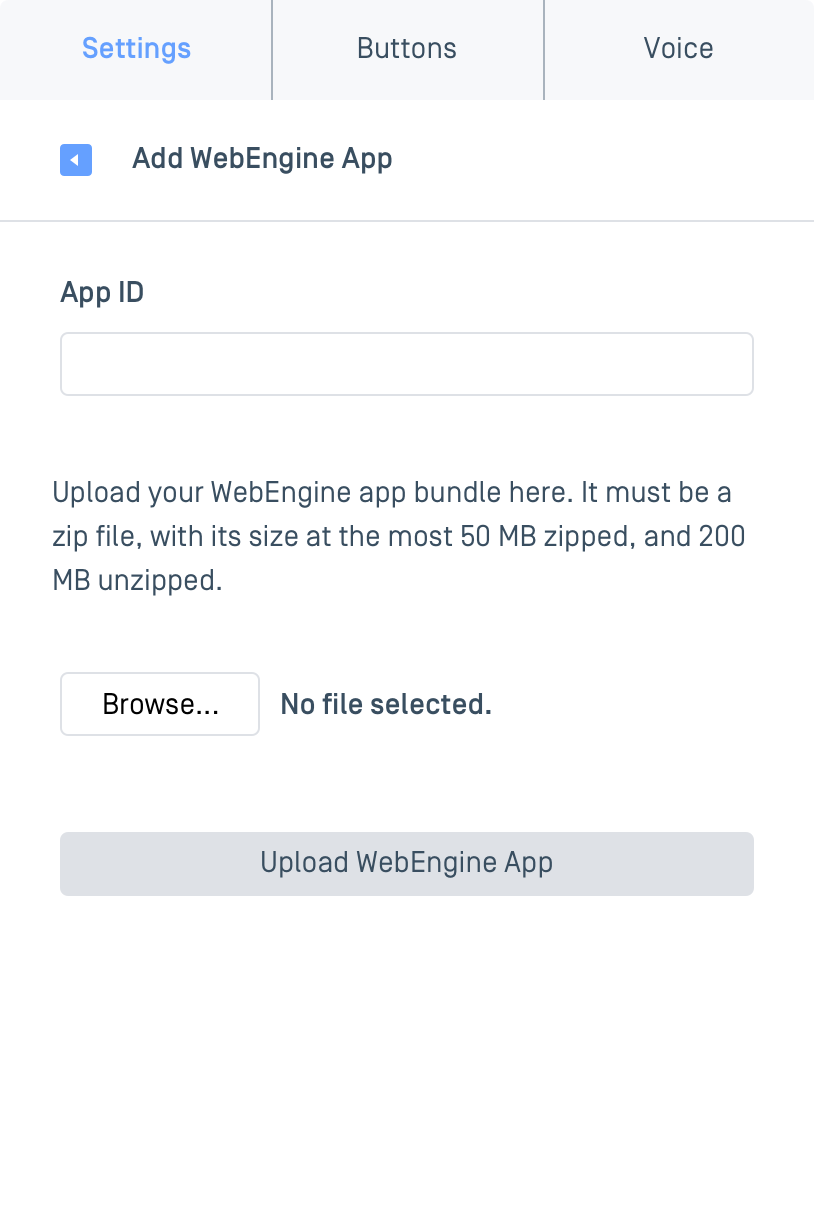 Settings
Buttons
Voice
Add WebEngine App
App ID
Upload your WebEngine app bundle here. It must be a
zip file, with its size at the most 50 MB zipped, and 200
MB unzipped.
Browse...
No file selected.
Upload WebEngine App